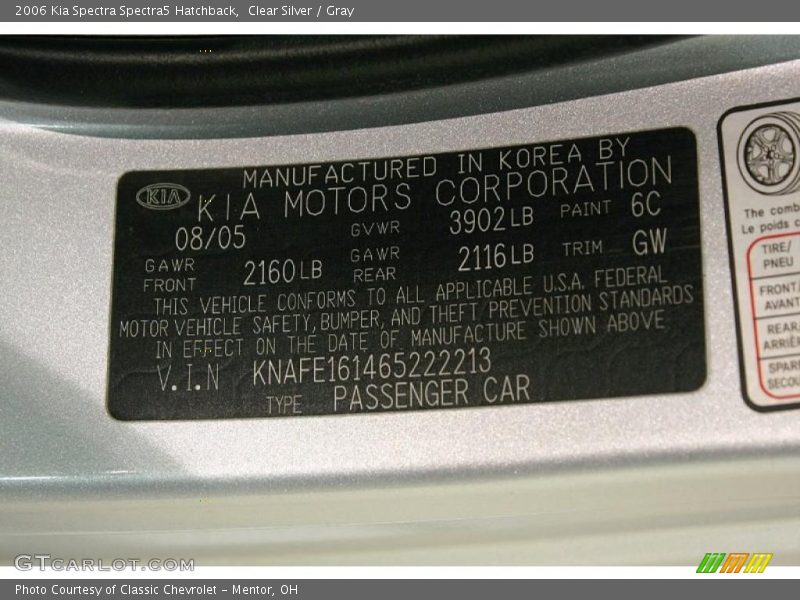 2006 Kia Spectra Spectra5 Hatchback,  Clear Silver / Gray
MANUFACTURED IN KOREA BY
KIA KIA MOTORS CORPORATION
08/05 GVWR 3902LB PAINT 6C
GAWR FRONT 2160LB GAWR REAR 2116LB TRIM GW
THIS VEHICLE CONFORMS TO ALL APPLICABLE U.S.A. FEDERAL
MOTOR VEHICLE SAFETY, BUMPER, AND THEFT PREVENTION STANDARDS
IN EFFECT ON THE DATE OF MANUFACTURE SHOWN ABOVE
V.I.N KNAFE161465222213
TYPE PASSENGER CAR
The comb
Le poids c
TIRE/
PNEU
FRONT/
AVANT
REAR/
ARRIÈR
SPARE
SECOU
GTCARLOT.COM
Photo Courtesy of Classic Chevrolet - Mentor, OH